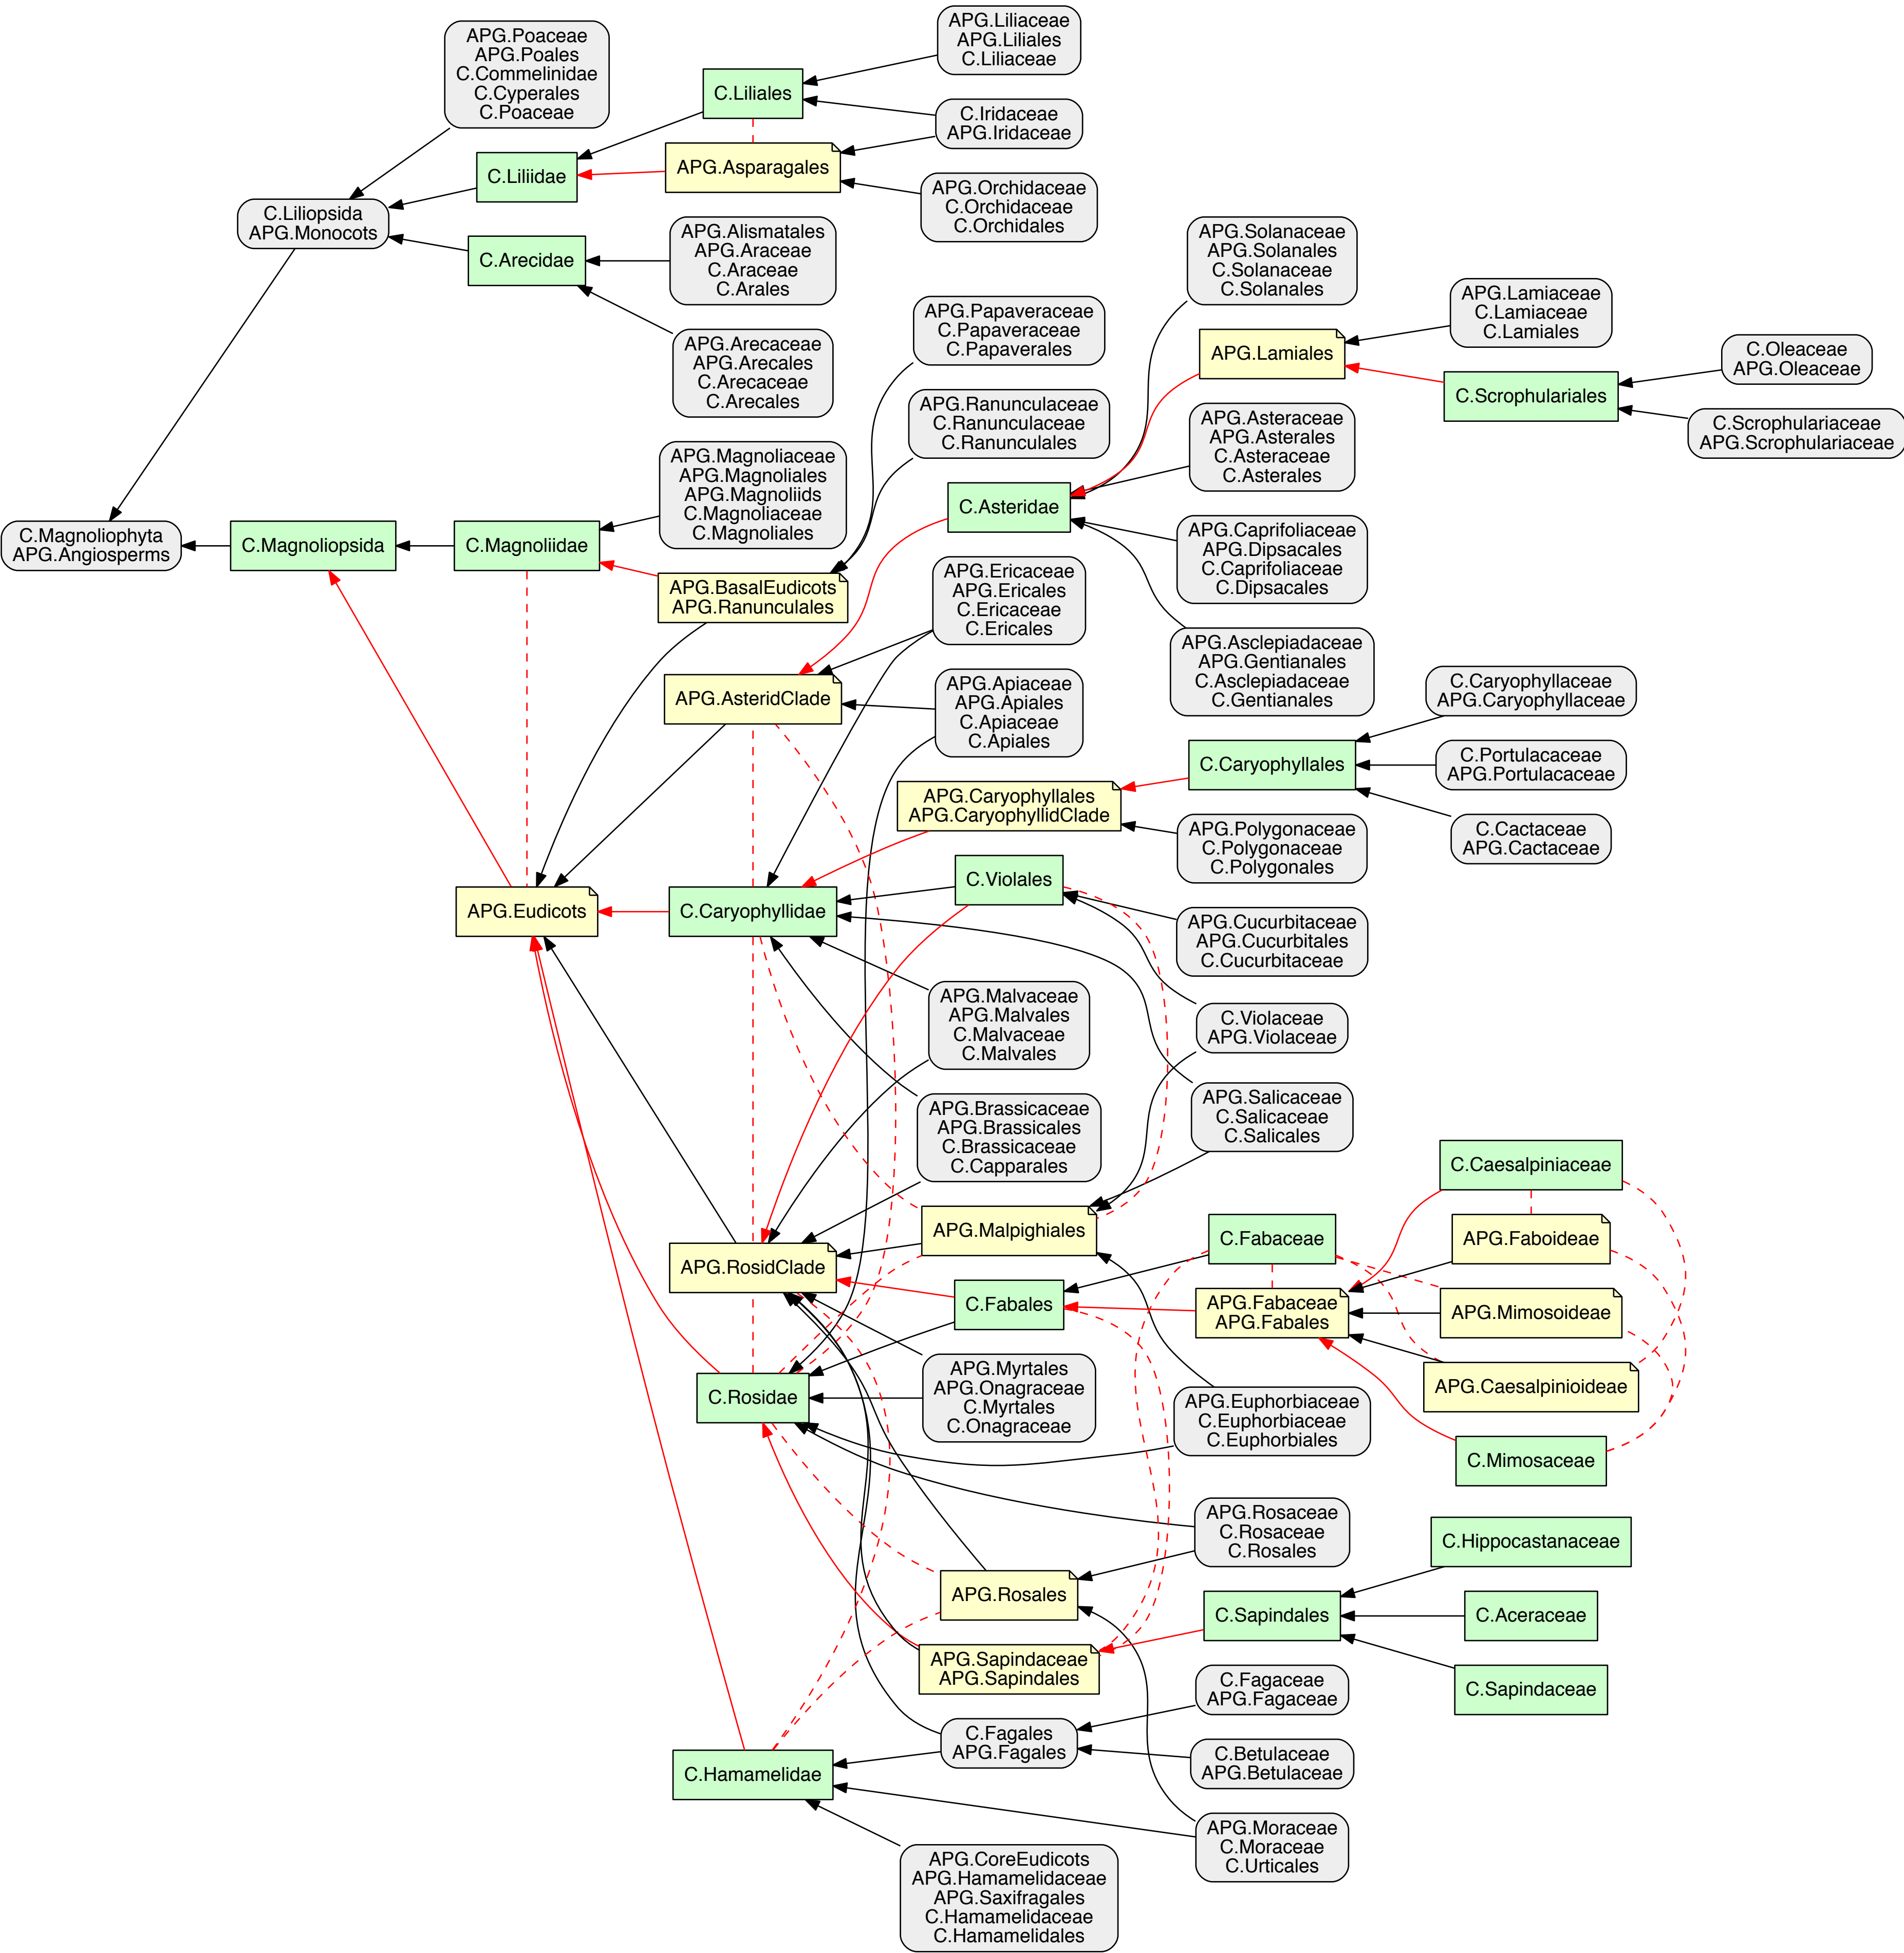 APG.Poaceae
APG.Poales
C.Commelinidae
C.Cyperales
C.Poaceae
C.Liliales
APG.Liliaceae
APG.Liliales
C.Liliaceae
C.Iridaceae
APG.Iridaceae
C.Liliidae
APG.Asparagales
APG.Orchidaceae
C.Orchidaceae
C.Orchidales
C.Liliopsida
APG.Monocots
C.Arecidae
APG.Alismatales
APG.Araceae
C.Araceae
C.Arales
APG.Arecaceae
APG.Arecales
C.Arecaceae
C.Arecales
APG.Papaveraceae
C.Papaveraceae
C.Papaverales
APG.Ranunculaceae
C.Ranunculaceae
C.Ranunculales
APG.Solanaceae
APG.Solanales
C.Solanaceae
C.Solanales
APG.Lamiales
APG.Lamiaceae
C.Lamiaceae
C.Lamiales
C.Scrophulariales
C.Oleaceae
APG.Oleaceae
C.Scrophulariaceae
APG.Scrophulariaceae
APG.Asteraceae
APG.Asterales
C.Asteraceae
C.Asterales
C.Magnoliophyta
APG.Angiosperms
C.Magnoliopsida
C.Magnoliidae
APG.Magnoliaceae
APG.Magnoliales
APG.Magnoliids
C.Magnoliaceae
C.Magnoliales
APG.BasalEudicots
APG.Ranunculales
C.Asteridae
APG.Caprifoliaceae
APG.Dipsacales
C.Caprifoliaceae
C.Dipsacales
APG.Ericaceae
APG.Ericales
C.Ericaceae
C.Ericales
APG.Asclepiadaceae
APG.Gentianales
C.Asclepiadaceae
C.Gentianales
APG.AsteridClade
APG.Apiaceae
APG.Apiales
C.Apiaceae
C.Apiales
C.Caryophyllaceae
APG.Caryophyllaceae
C.Caryophyllales
C.Portulacaceae
APG.Portulacaceae
APG.Caryophyllales
APG.CaryophyllidClade
APG.Polygonaceae
C.Polygonaceae
C.Polygonales
C.Cactaceae
APG.Cactaceae
APG.Eudicots
C.Caryophyllidae
C.Violales
APG.Cucurbitaceae
APG.Cucurbitales
C.Cucurbitaceae
APG.Malvaceae
APG.Malvales
C.Malvaceae
C.Malvales
C.Violaceae
APG.Violaceae
APG.Brassicaceae
APG.Brassicales
C.Brassicaceae
C.Capparales
APG.Salicaceae
C.Salicaceae
C.Salicales
C.Caesalpiniaceae
APG.RosidClade
APG.Malpighiales
C.Fabaceae
APG.Faboideae
C.Fabales
APG.Fabaceae
APG.Fabales
APG.Mimosoideae
C.Rosidae
APG.Myrtales
APG.Onagraceae
C.Myrtales
C.Onagraceae
APG.Caesalpinioideae
APG.Euphorbiaceae
C.Euphorbiaceae
C.Euphorbiales
C.Mimosaceae
APG.Rosaceae
C.Rosaceae
C.Rosales
C.Hippocastanaceae
APG.Rosales
C.Sapindales
C.Aceraceae
APG.Sapindaceae
APG.Sapindales
C.Sapindaceae
C.Fagaceae
APG.Fagaceae
C.Fagales
APG.Fagales
C.Hamamelidae
C.Betulaceae
APG.Betulaceae
APG.Moraceae
C.Moraceae
C.Urticales
APG.CoreEudicots
APG.Hamamelidaceae
APG.Saxifragales
C.Hamamelidaceae
C.Hamamelidales